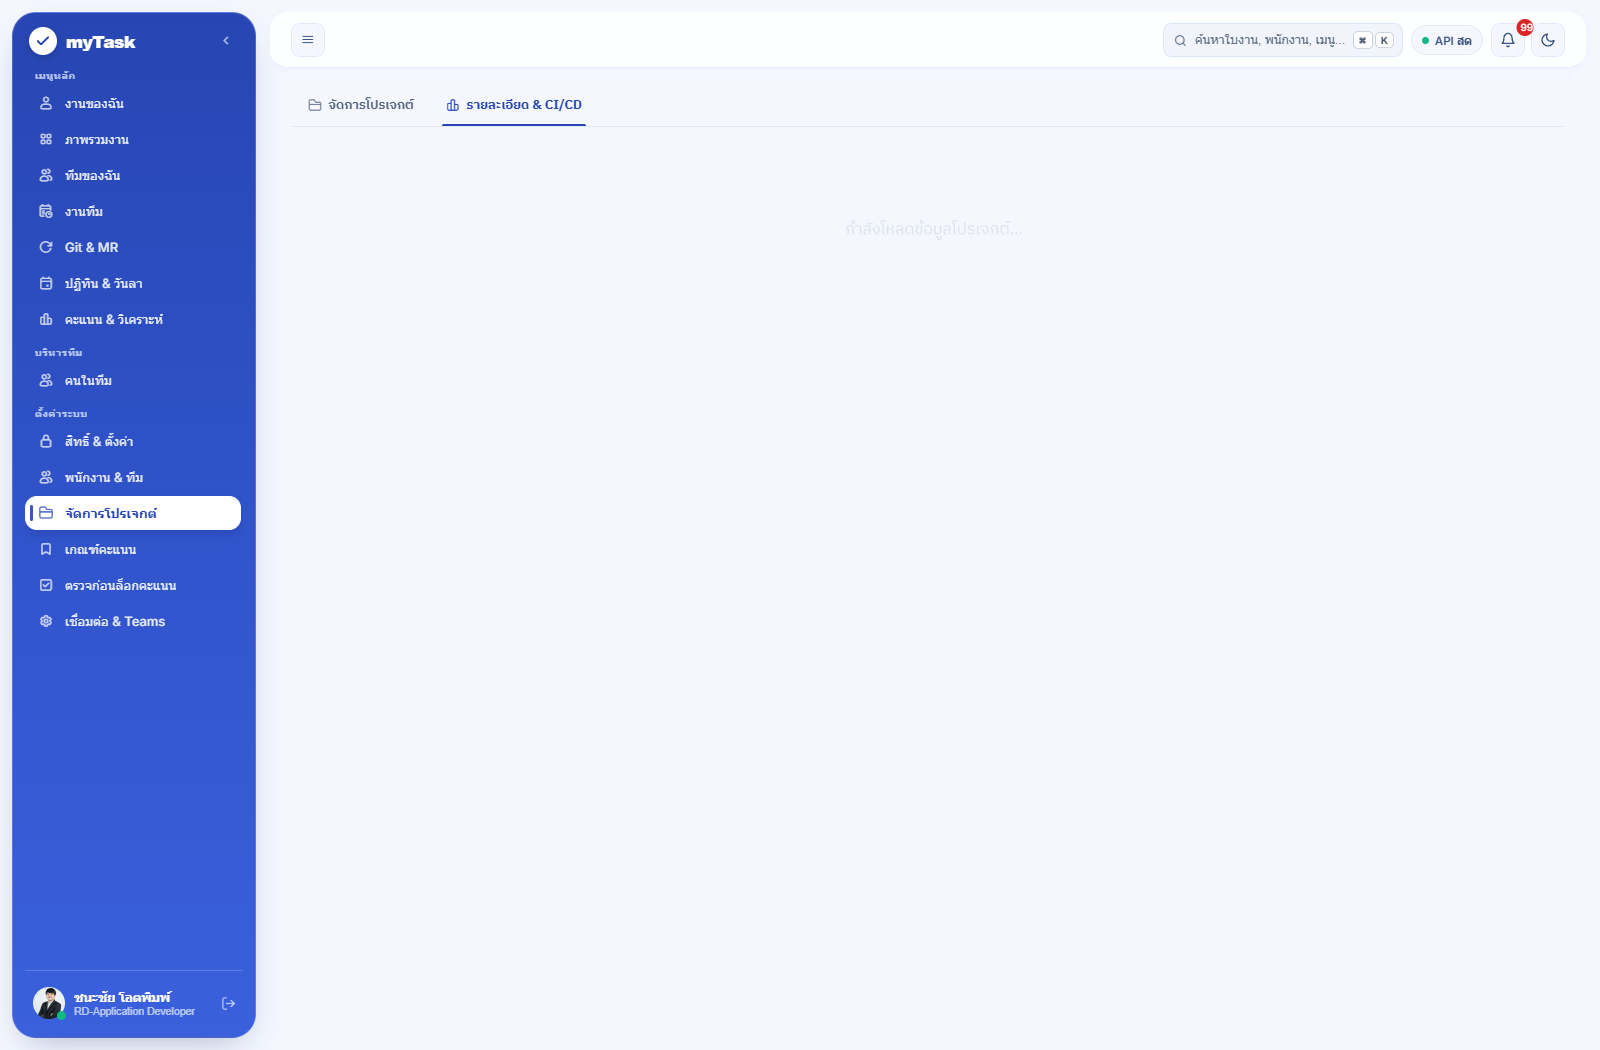 myTask
เมนูหลัก
งานของฉัน
ภาพรวมงาน
ทีมของฉัน
งานทีม
Git & MR
ปฏิทิน & วันลา
คะแนน & วิเคราะห์
บริหารทีม
คนในทีม
ตั้งค่าระบบ
สิทธิ์ & ตั้งค่า
พนักงาน & ทีม
จัดการโปรเจกต์
เกณฑ์คะแนน
ตรวจก่อนล็อกคะแนน
เชื่อมต่อ & Teams
ชนะชัย โอตพิมพ์
RD-Application Developer
ค้นหาใบงาน, พนักงาน, เมนู... ⌘ K
API สด
99
จัดการโปรเจกต์
รายละเอียด & CI/CD
กำลังโหลดข้อมูลโปรเจกต์...